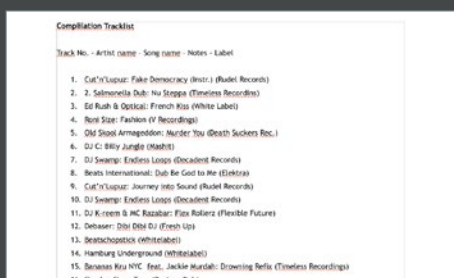 Compilation Tracklist
Track No. - Artist name - Song name - Notes - Label
1. Cut'n'Lupuz: Fake Democracy (Instr.) (Rudel Records)
2. 2. Salmonella Dub: Nu Steppa (Timeless Recordins)
3. Ed Rush & Optical: French Kiss (White Label)
4. Roni Size: Fashion (V Recordings)
5. Old Skool Armageddon: Murder You (Death Suckers Rec.)
6. DJ C: Billy Jungle (Mashit)
7. DJ Swamp: Endless Loops (Decadent Records)
8. Beats International: Dub Be God to Me (Elektra)
9. Cut'n'Lupuz: Journey Into Sound (Rudel Records)
10. DJ Swamp: Endless Loops (Decadent Records)
11. DJ K-reem & MC Razabar: Flex Rollerz (Flexible Future)
12. Debaser: Dibi Dibi DJ (Fresh Up)
13. Beatschopstick (Whitelabel)
14. Hamburg Underground (Whitelabel)
15. Bananas Kru NYC feat. Jackie Murdah: Drowning Refix (Timeless Recordings)